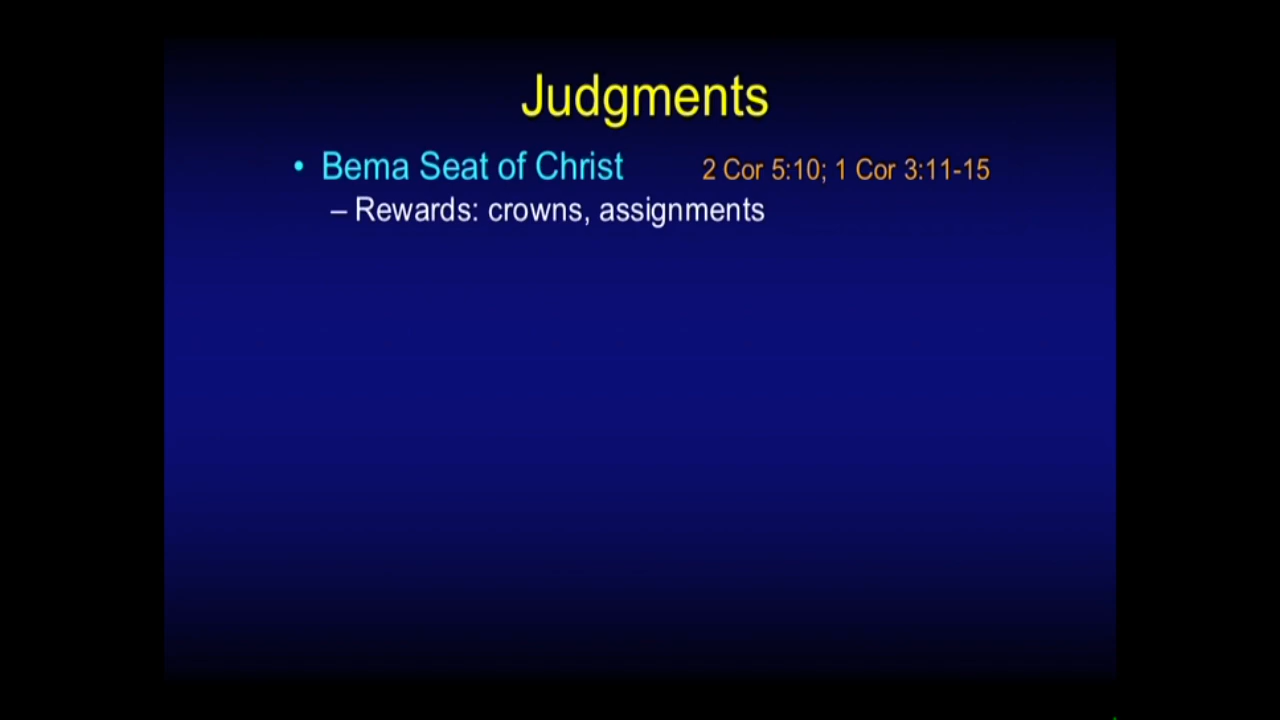 Judgments
• Bema Seat of Christ 2 Cor 5:10; 1 Cor 3:11-15
– Rewards: crowns, assignments